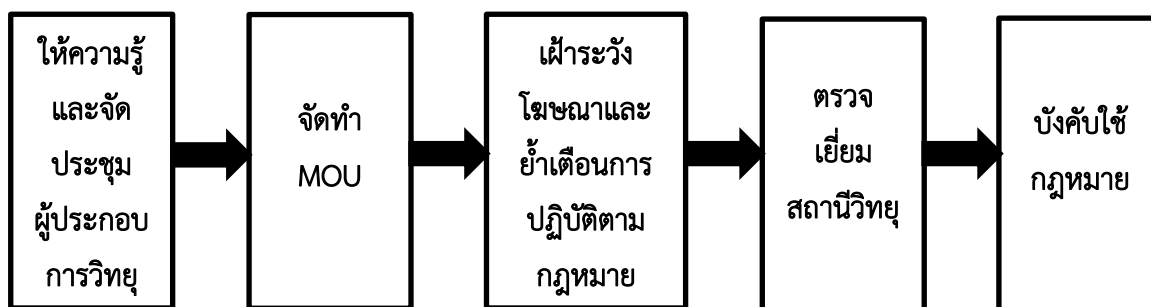 ให้ความรู้
และจัด
ประชุม
ผู้ประกอบ
การวิทยุ
จัดทำ
MOU
เฝ้าระวัง
โฆษณาและ
ย้ำเตือนการ
ปฏิบัติตาม
กฎหมาย
ตรวจ
เยี่ยม
สถานีวิทยุ
บังคับใช้
กฎหมาย